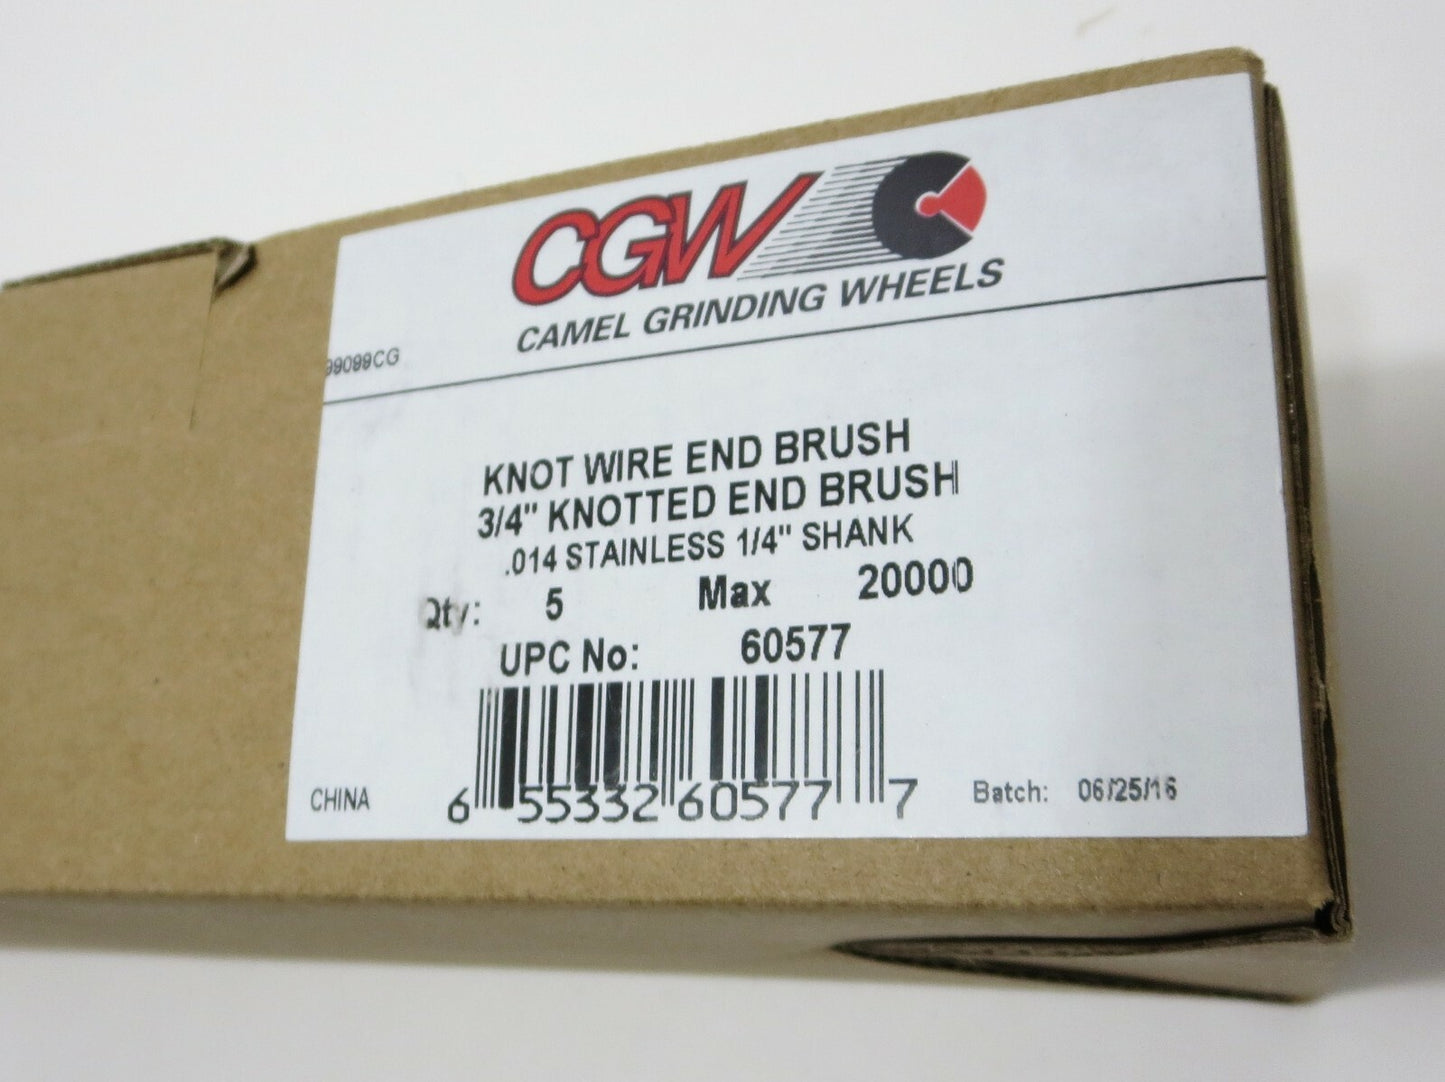 CGW
CAMEL GRINDING WHEELS
99099CG
KNOT WIRE END BRUSH
3/4" KNOTTED END BRUSH
.014 STAINLESS 1/4" SHANK
Qty: 5 Max 20000
UPC No: 60577
6 55332 60577 7
CHINA
Batch: 06/25/16